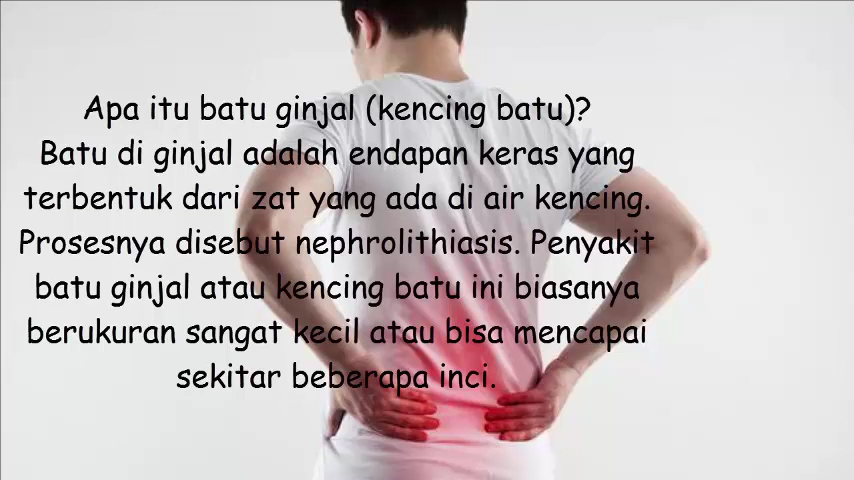 Apa itu batu ginjal (kencing batu)?
Batu di ginjal adalah endapan keras yang
terbentuk dari zat yang ada di air kencing.
Prosesnya disebut nephrolithiasis. Penyakit
batu ginjal atau kencing batu ini biasanya
berukuran sangat kecil atau bisa mencapai
sekitar beberapa inci.